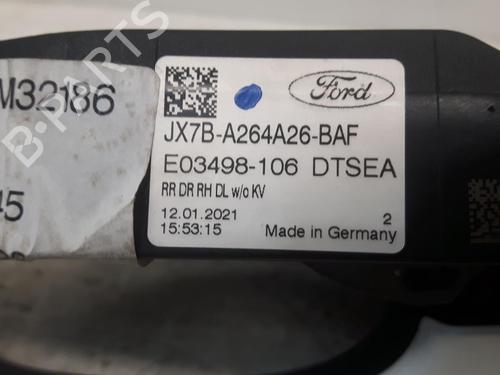 B-PARTS
M32186
45
Ford
JX7B-A264A26-BAF
E03498-106 DTSEA
RR DR RH DL w/o KV
12.01.2021
15:53:15
2
Made in Germany